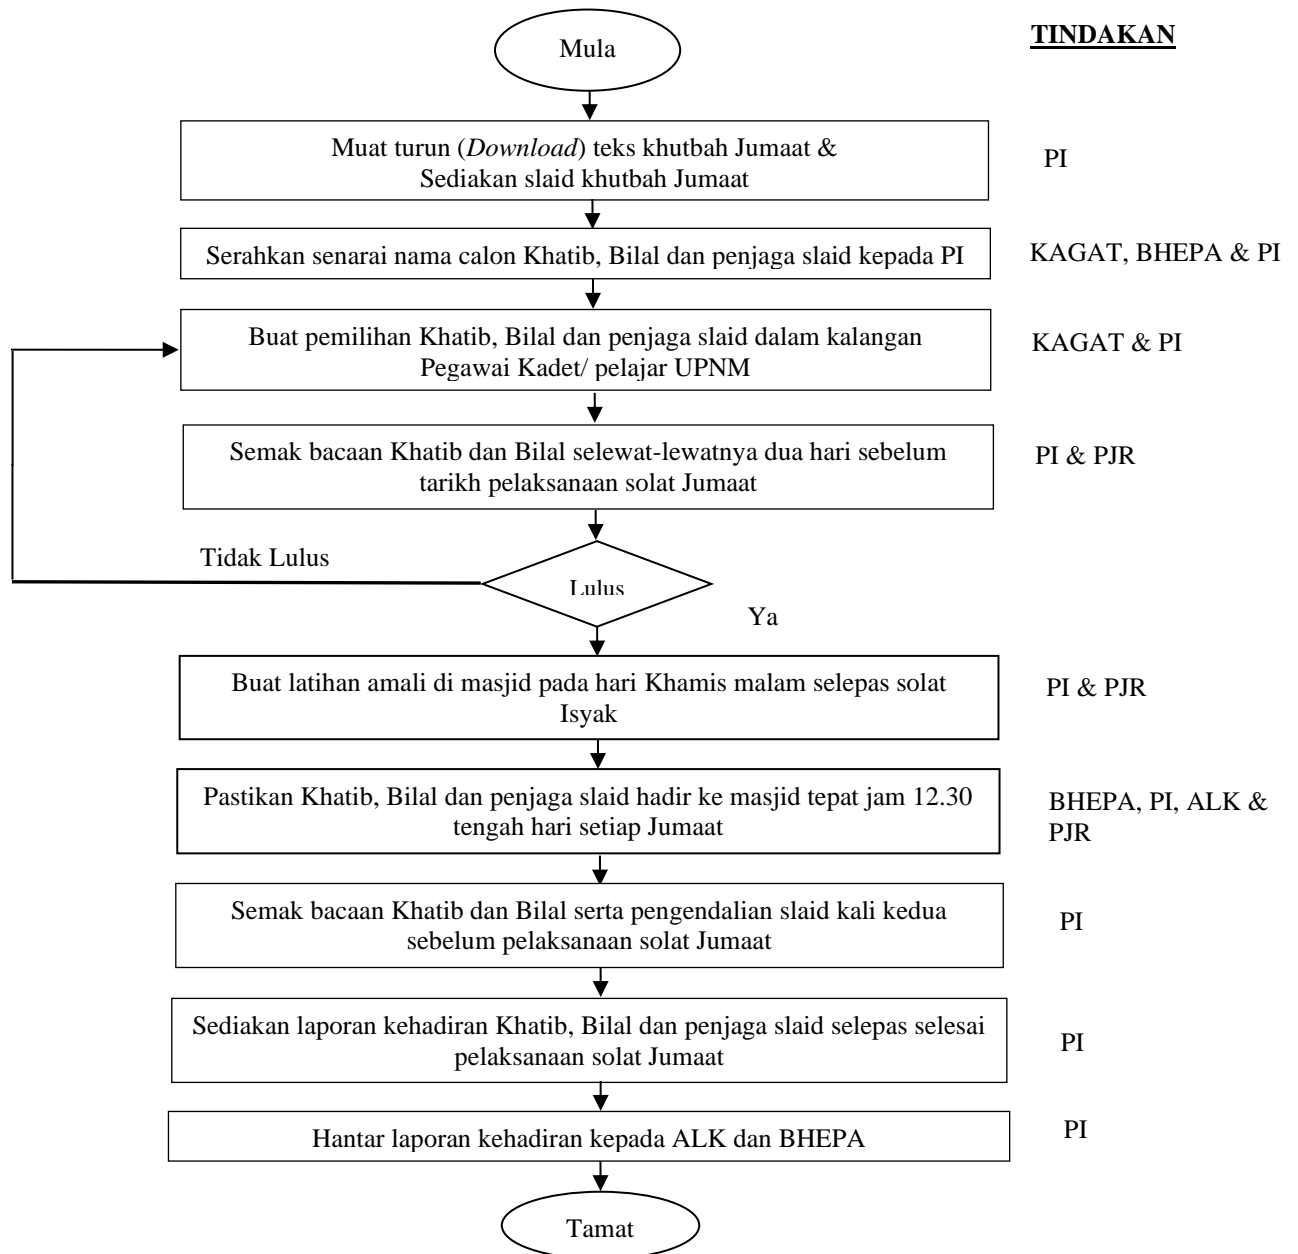 Mula
TINDAKAN
Muat turun (Download) teks khutbah Jumaat &
Sediakan slaid khutbah Jumaat
PI
Serahkan senarai nama calon Khatib, Bilal dan penjaga slaid kepada PI
KAGAT, BHEPA & PI
Buat pemilihan Khatib, Bilal dan penjaga slaid dalam kalangan
Pegawai Kadet/ pelajar UPNM
KAGAT & PI
Semak bacaan Khatib dan Bilal selewat-lewatnya dua hari sebelum
tarikh pelaksanaan solat Jumaat
PI & PJR
Tidak Lulus
Lulus
Ya
Buat latihan amali di masjid pada hari Khamis malam selepas solat
Isyak
PI & PJR
Pastikan Khatib, Bilal dan penjaga slaid hadir ke masjid tepat jam 12.30
tengah hari setiap Jumaat
BHEPA, PI, ALK &
PJR
Semak bacaan Khatib dan Bilal serta pengendalian slaid kali kedua
sebelum pelaksanaan solat Jumaat
PI
Sediakan laporan kehadiran Khatib, Bilal dan penjaga slaid selepas selesai
pelaksanaan solat Jumaat
PI
Hantar laporan kehadiran kepada ALK dan BHEPA
PI
Tamat